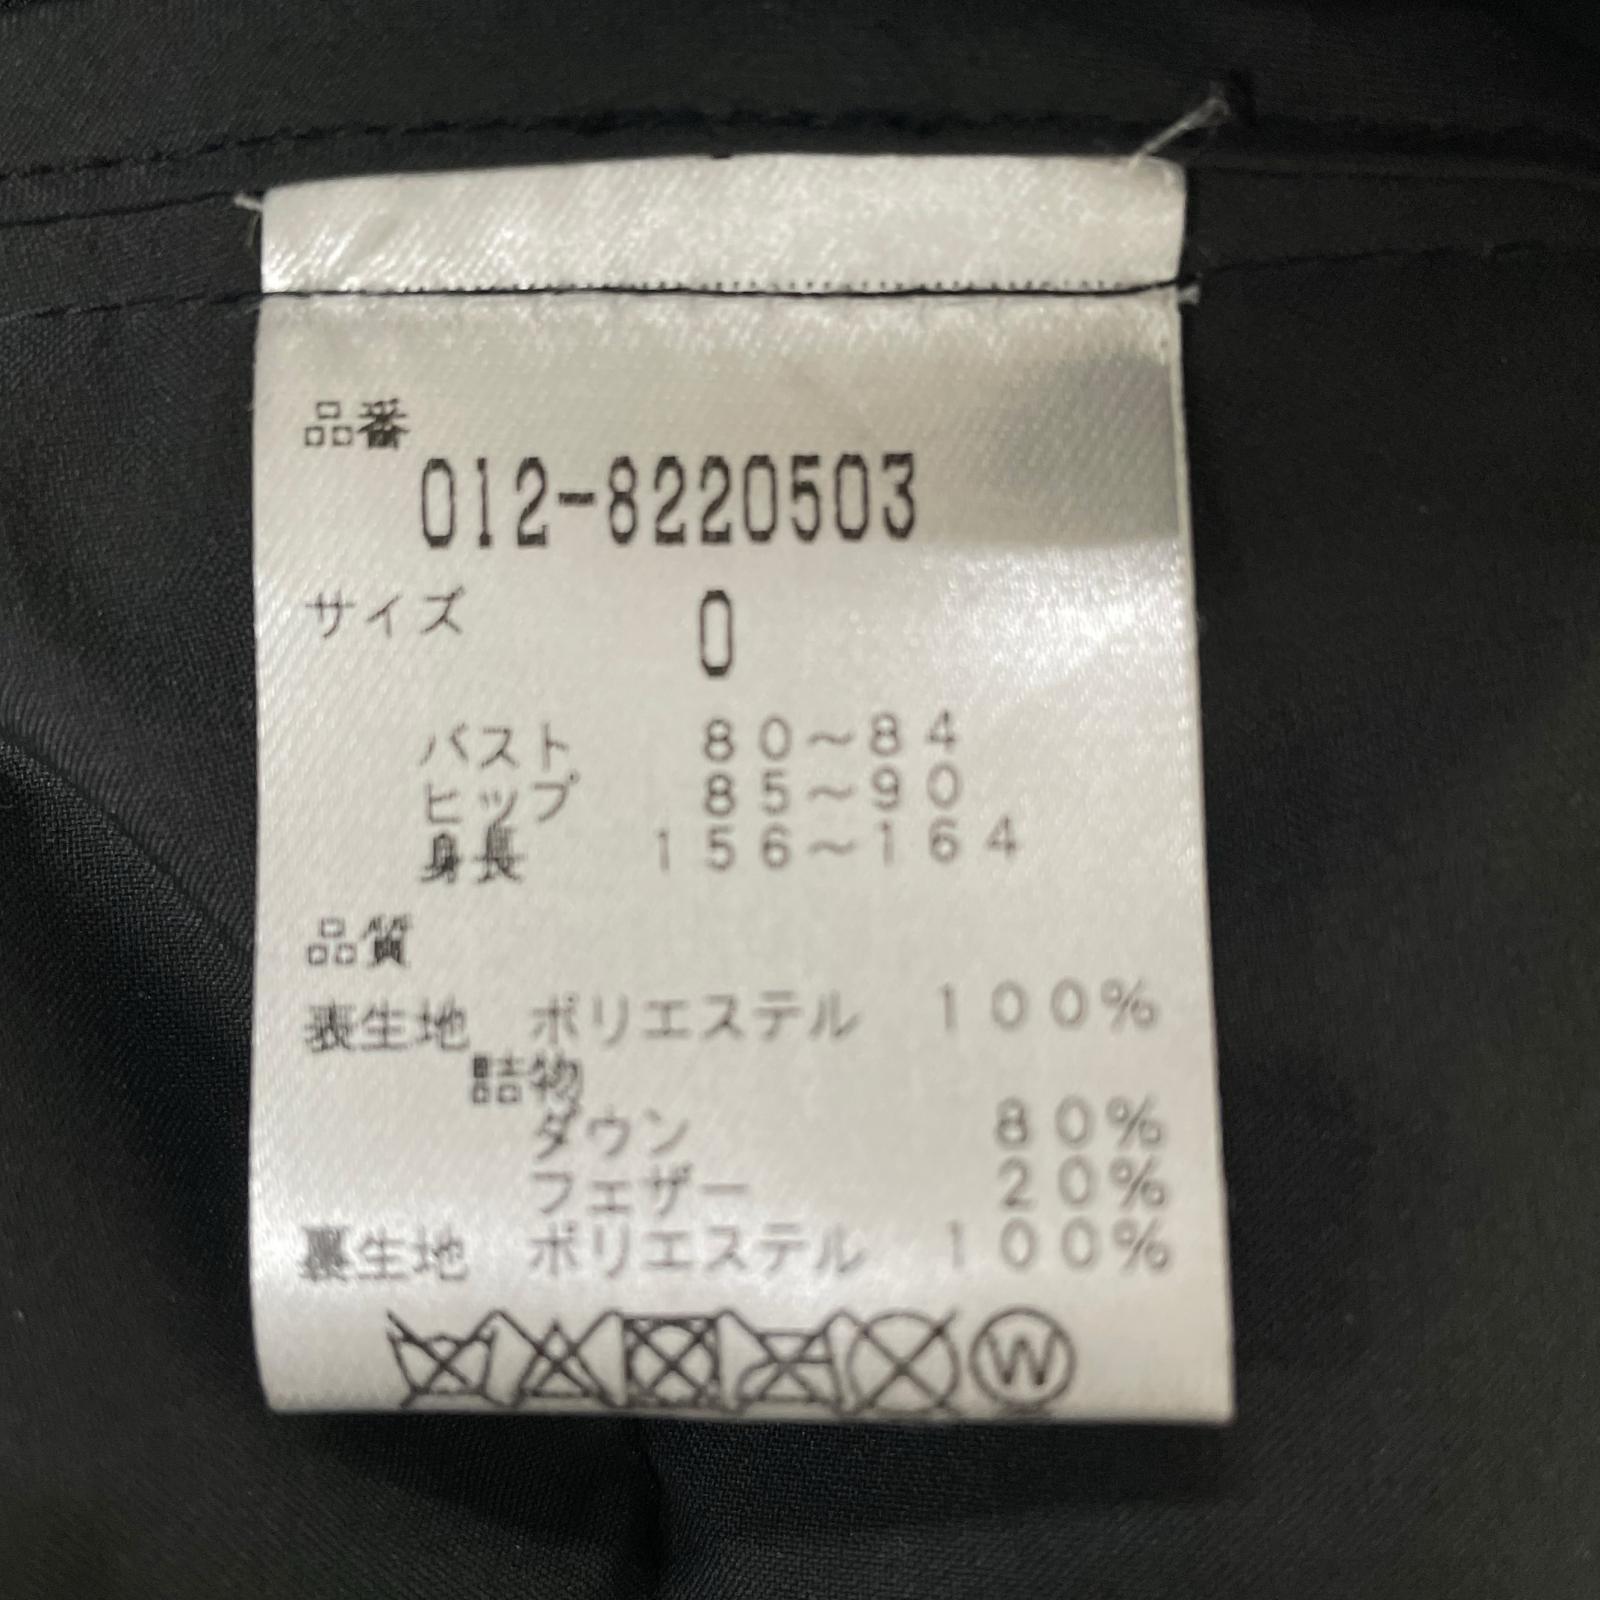 品番
012-8220503
サイズ 0
バスト 80〜84
ヒップ 85〜90
身長 156〜164
品質
表生地 ポリエステル 100%
詰物
ダウン 80%
フェザー 20%
裏生地 ポリエステル 100%
W